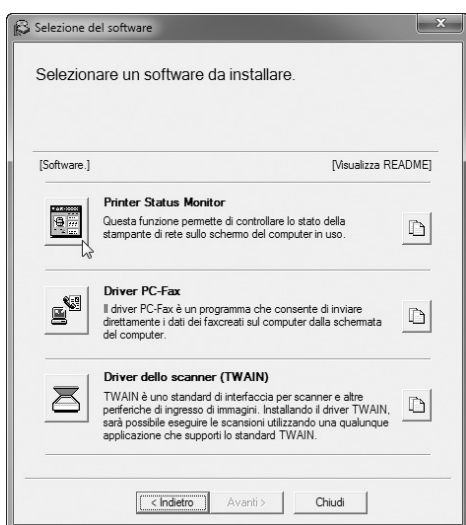 Selezione del software
Selezionare un software da installare.
[Software.] [Visualizza README]
Printer Status Monitor
Questa funzione permette di controllare lo stato della
stampante di rete sullo schermo del computer in uso.
Driver PC-Fax
Il driver PC-Fax è un programma che consente di inviare
direttamente i dati dei faxcreati sul computer dalla schermata
del computer.
Driver dello scanner (TWAIN)
TWAIN è uno standard di interfaccia per scanner e altre
periferiche di ingresso di immagini. Installando il driver TWAIN,
sarà possibile eseguire le scansioni utilizzando una qualunque
applicazione che supporti lo standard TWAIN.
< Indietro Avanti > Chiudi